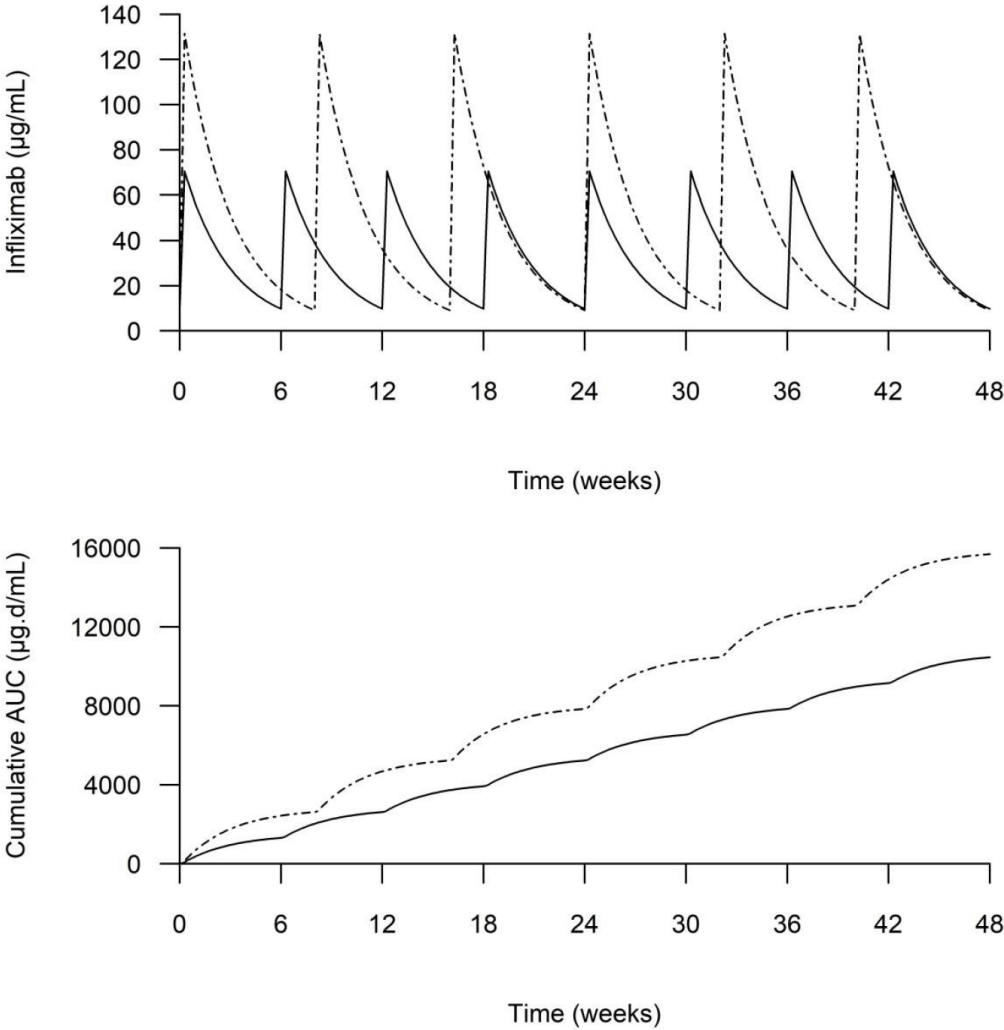 Infliximab (µg/mL)
140
120
100
80
60
40
20
0
0 6 12 18 24 30 36 42 48
Time (weeks)
Cumulative AUC (µg.d/mL)
16000
12000
8000
4000
0
0 6 12 18 24 30 36 42 48
Time (weeks)